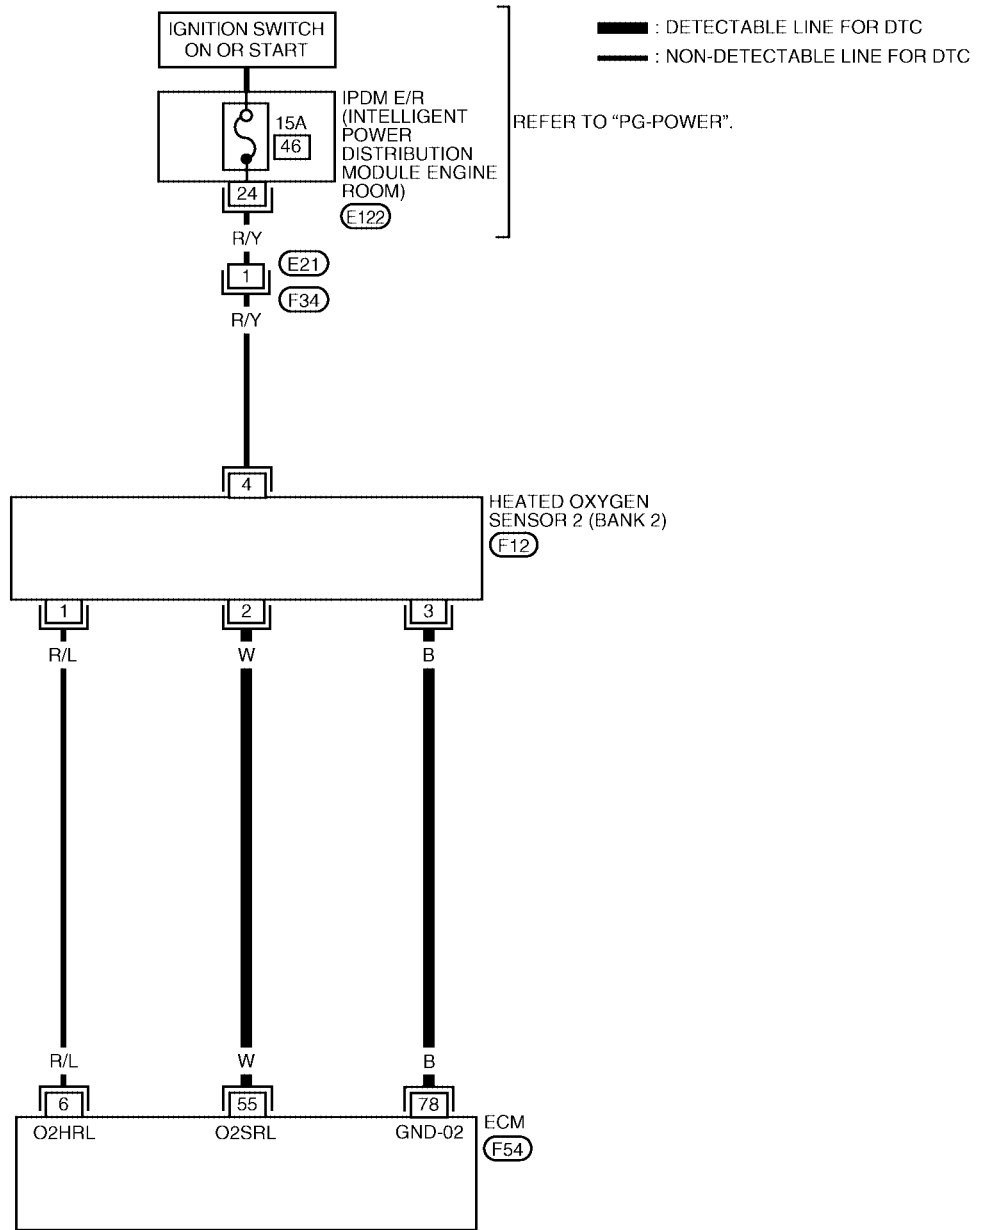 IGNITION SWITCH
ON OR START
: DETECTABLE LINE FOR DTC
: NON-DETECTABLE LINE FOR DTC
15A
46
IPDM E/R
(INTELLIGENT
POWER
DISTRIBUTION
MODULE ENGINE
ROOM)
E122
REFER TO “PG-POWER”.
24
R/Y
1
E21
F34
R/Y
4
HEATED OXYGEN
SENSOR 2 (BANK 2)
F12
1 2 3
R/L W B
R/L W B
6 55 78
O2HRL O2SRL GND-02
ECM
F54